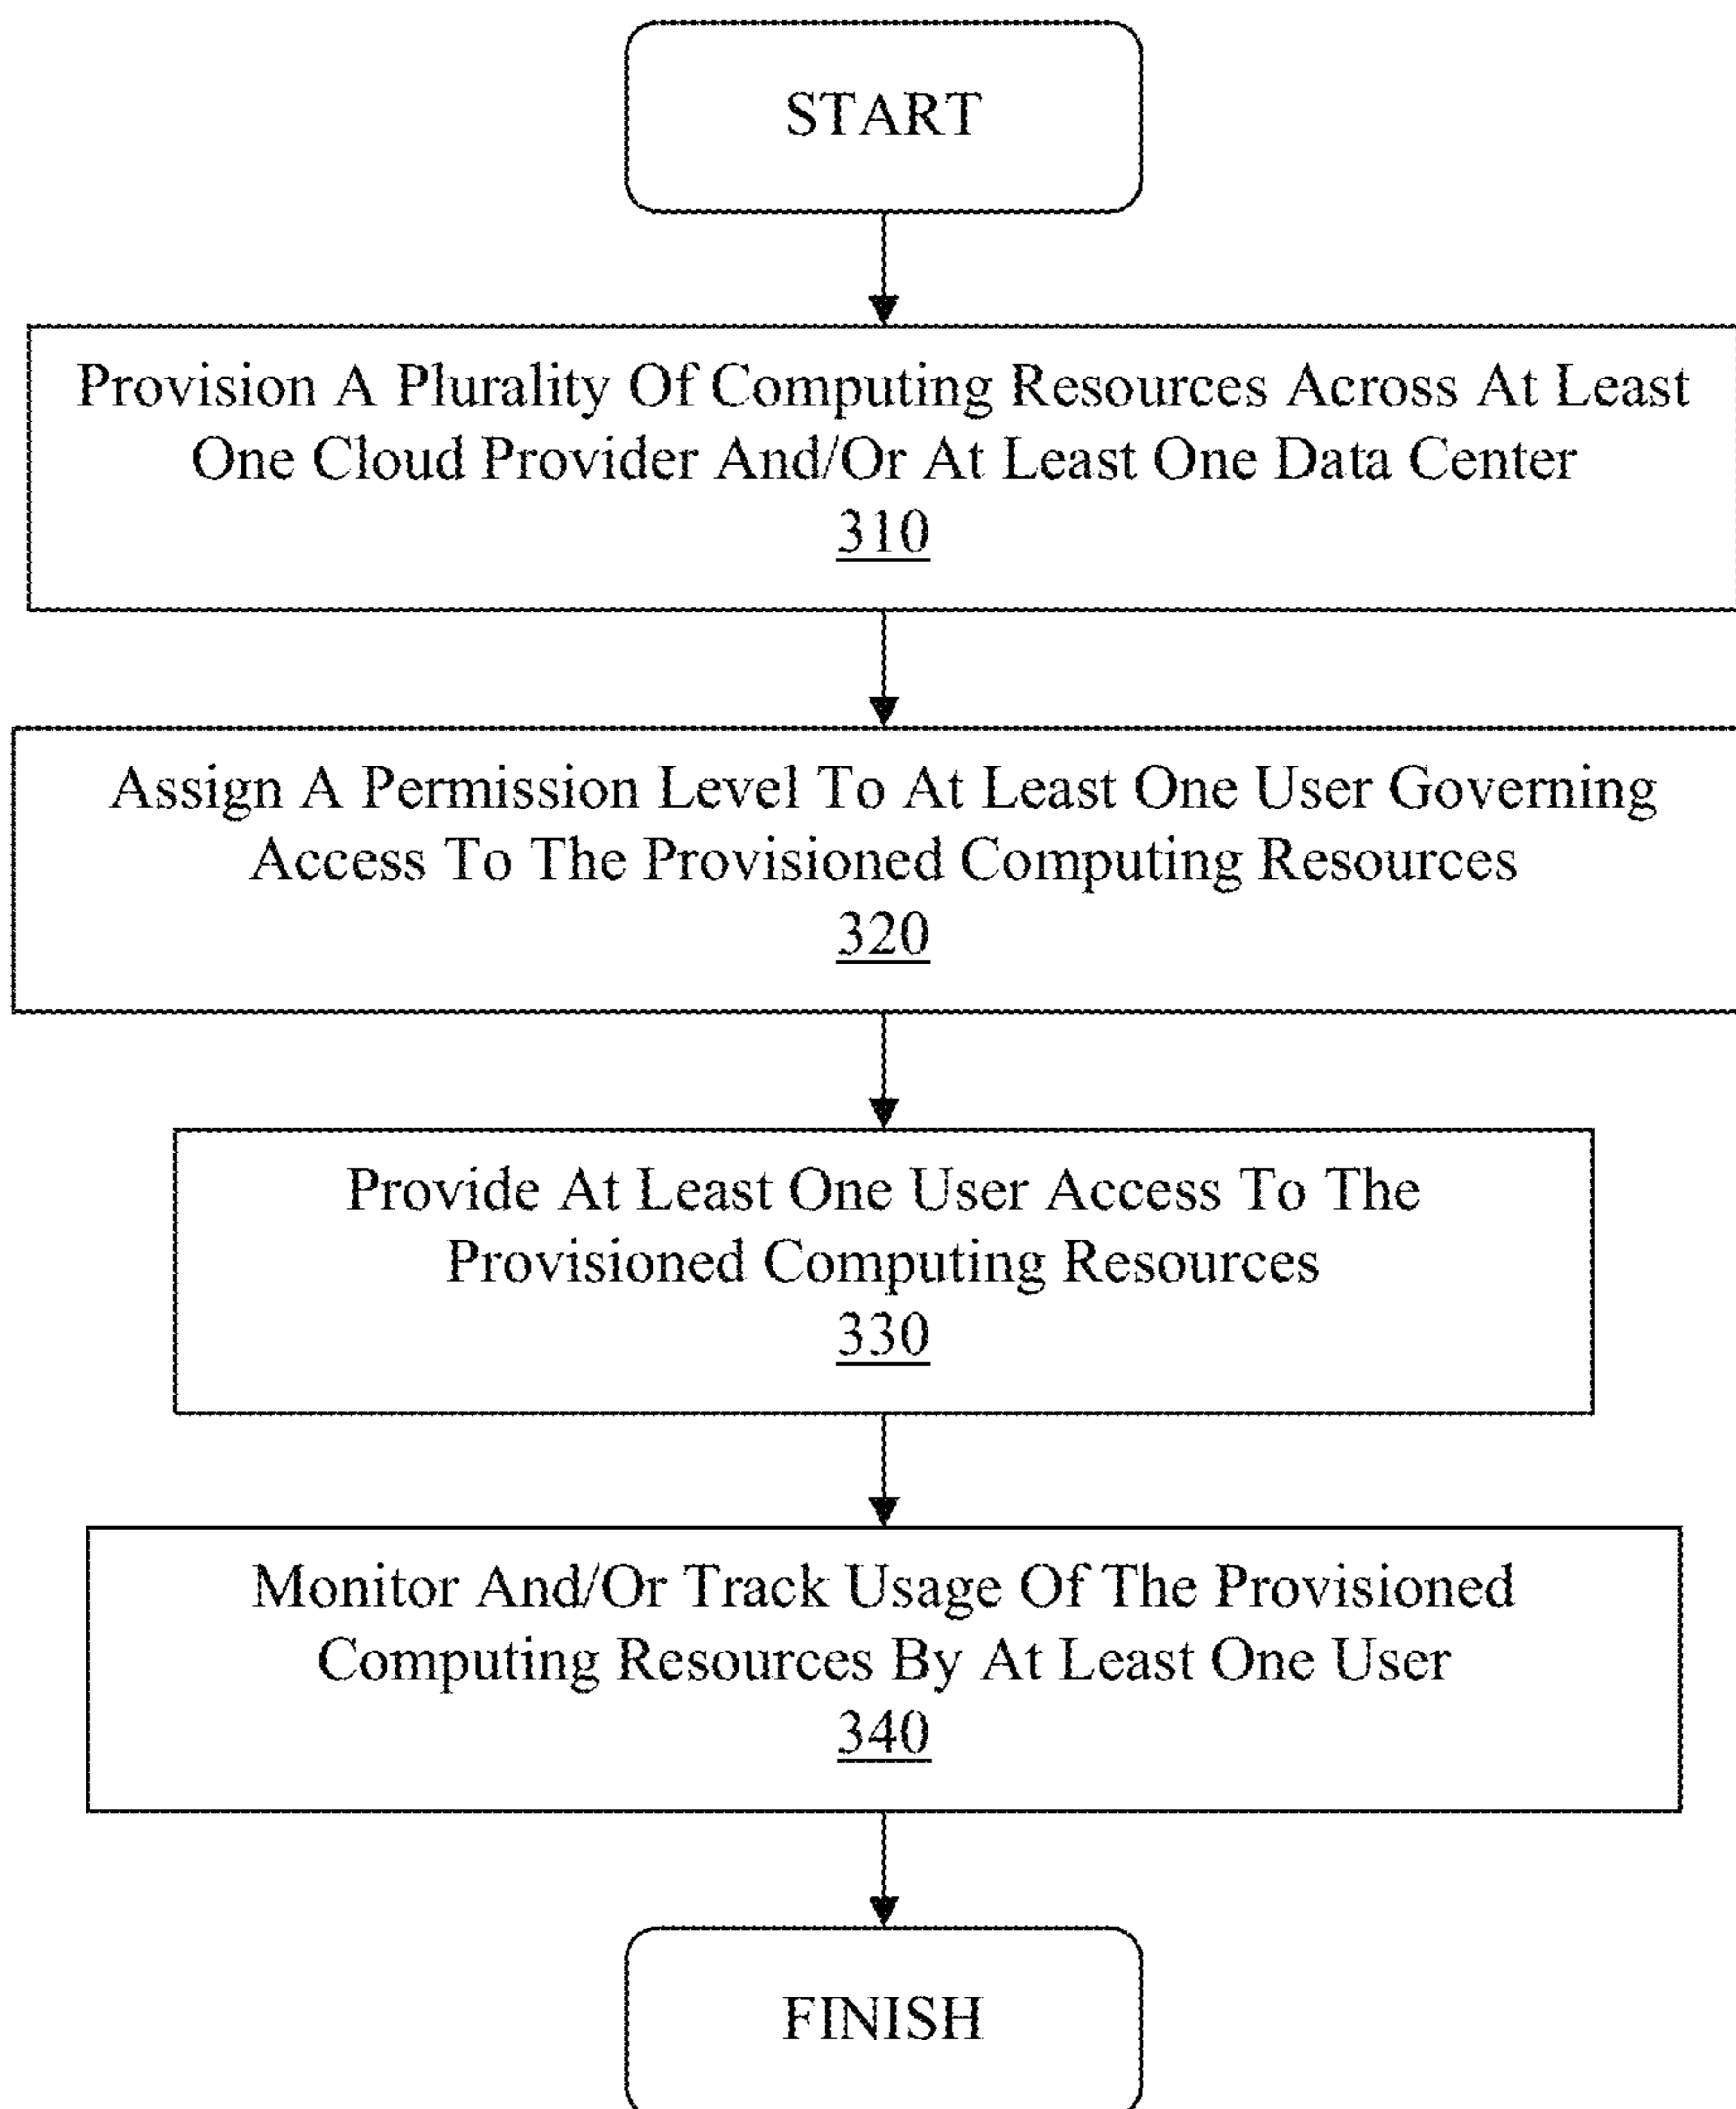 START
Provision A Plurality Of Computing Resources Across At Least
One Cloud Provider And/Or At Least One Data Center
310
Assign A Permission Level To At Least One User Governing
Access To The Provisioned Computing Resources
320
Provide At Least One User Access To The
Provisioned Computing Resources
330
Monitor And/Or Track Usage Of The Provisioned
Computing Resources By At Least One User
340
FINISH